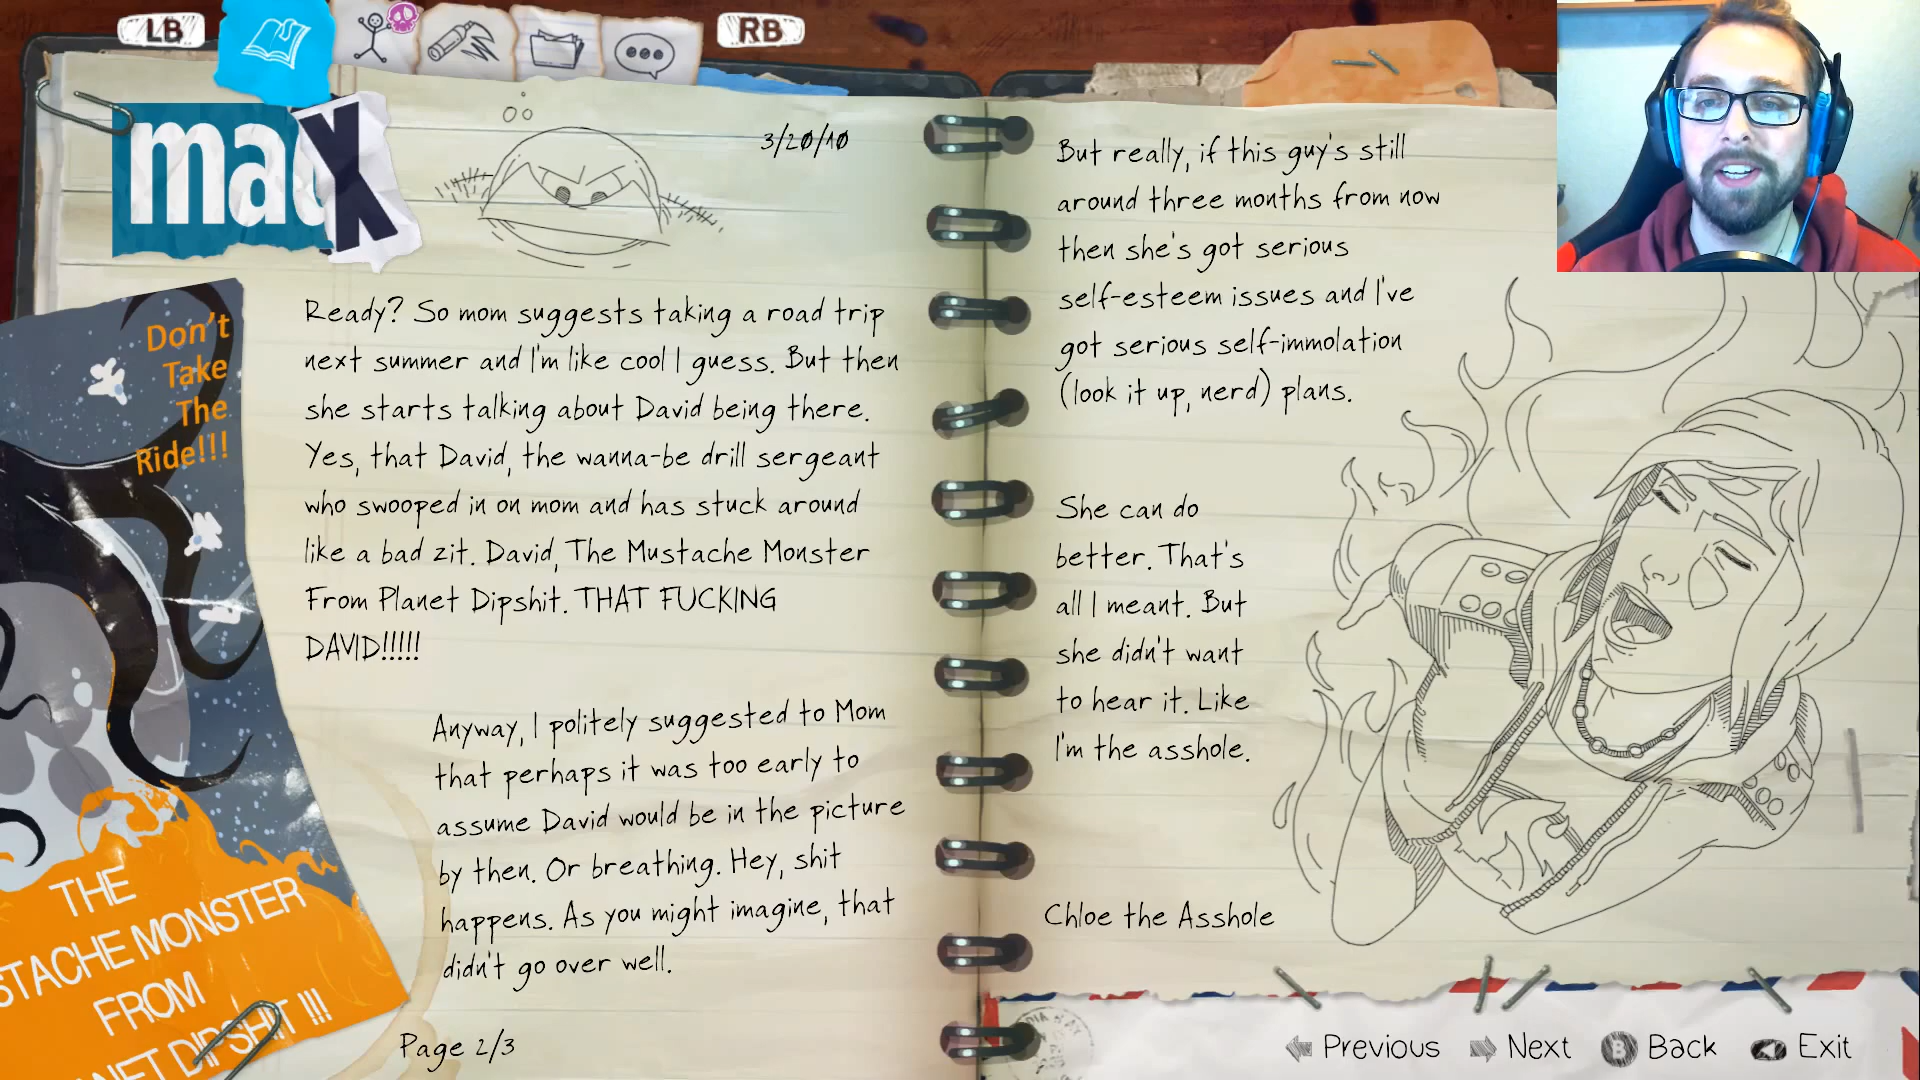 LB
RB
madX
3/20/10
Don't
Take
The
Ride!!!
Ready? So mom suggests taking a road trip
next summer and I'm like cool I guess. But then
she starts talking about David being there.
Yes, that David, the wanna-be drill sergeant
who swooped in on mom and has stuck around
like a bad zit. David, The Mustache Monster
From Planet Dipshit. THAT FUCKING
DAVID!!!!!
Anyway, I politely suggested to Mom
that perhaps it was too early to
assume David would be in the picture
by then. Or breathing. Hey, shit
happens. As you might imagine, that
didn't go over well.
THE
STACHE MONSTER
FROM
NET DIPSHIT !!!
Page 2/3
But really, if this guy's still
around three months from now
then she's got serious
self-esteem issues and I've
got serious self-immolation
(look it up, nerd) plans.
She can do
better. That's
all I meant. But
she didn't want
to hear it. Like
I'm the asshole.
Chloe the Asshole
Previous
Next
B
Back
Exit